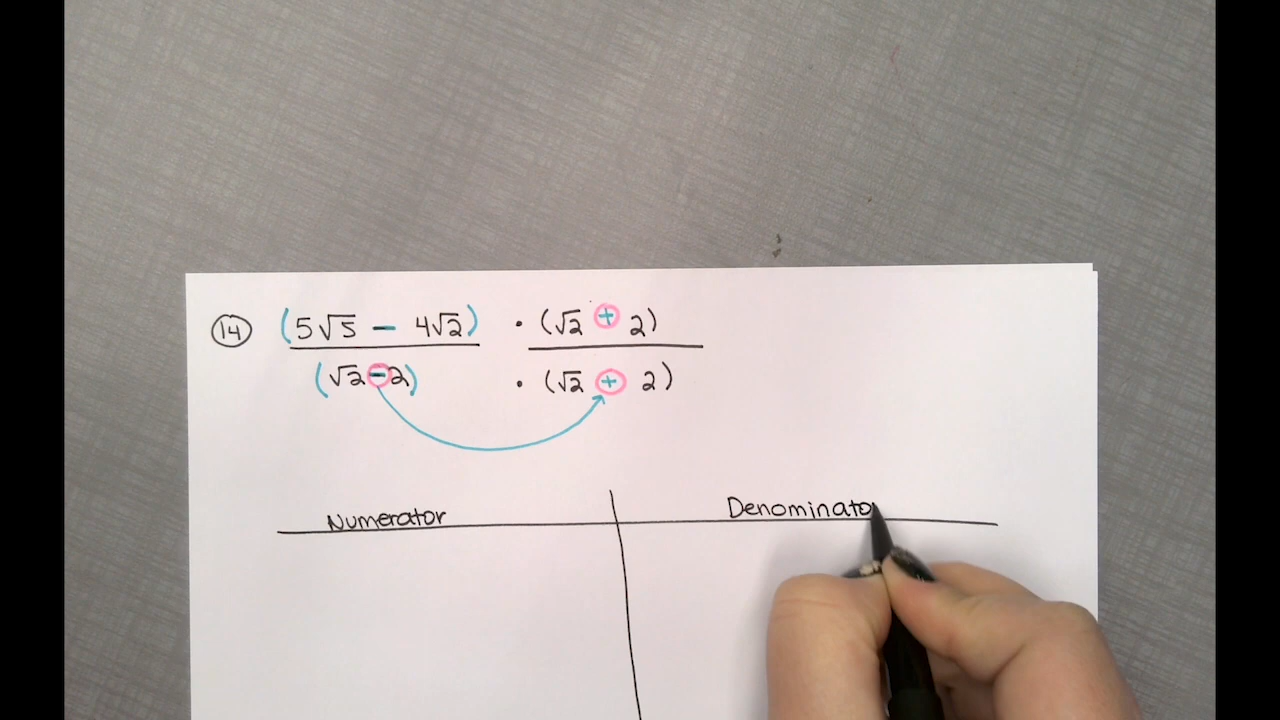 14 (5√5 - 4√2) · (√2 + 2)
(√2 - 2) · (√2 + 2)
Numerator Denominato